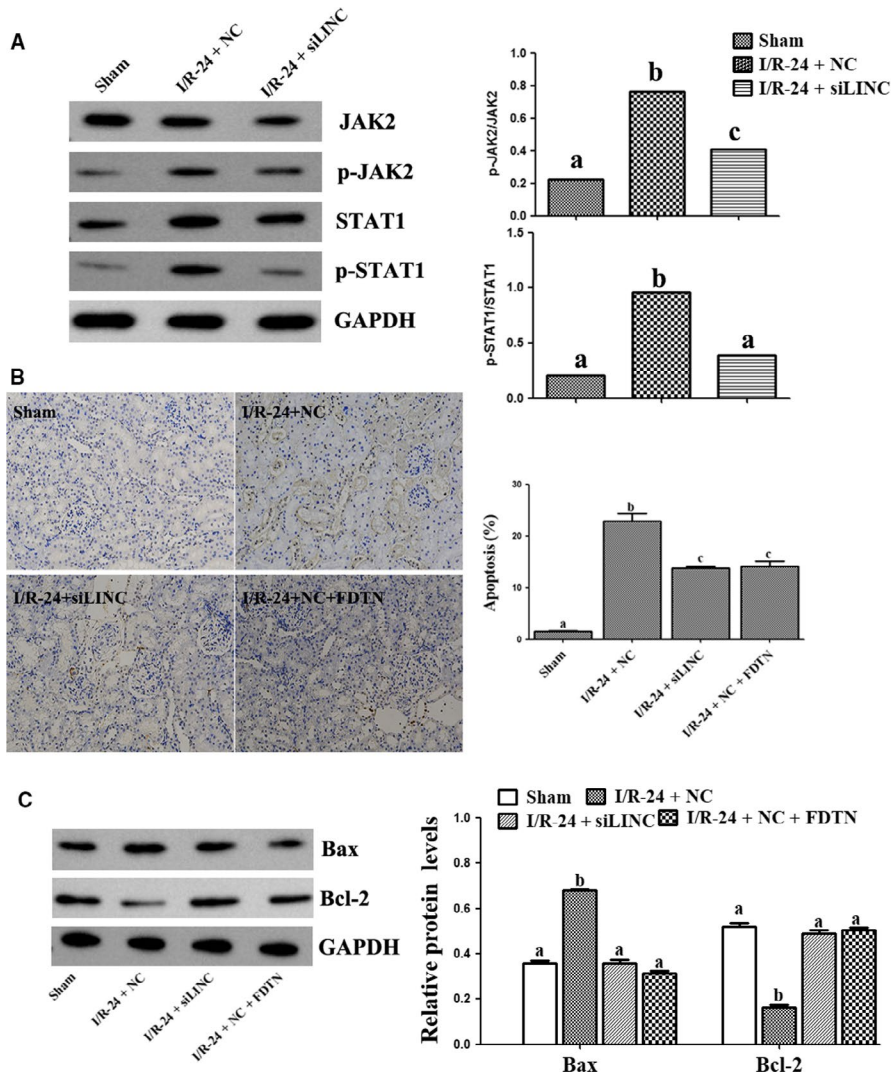 A
Sham
I/R-24 + NC
I/R-24 + siLINC
JAK2
p-JAK2
STAT1
p-STAT1
GAPDH
Sham
I/R-24 + NC
I/R-24 + siLINC
p-JAK2/JAK2
1.0
0.8
0.6
0.4
0.2
0.0
a
b
c
p-STAT1/STAT1
1.5
1.0
0.5
0.0
a
b
a
B
Sham
I/R-24+NC
I/R-24+siLINC
I/R-24+NC+FDTN
Apoptosis (%)
30
20
10
0
a
b
c
c
Sham
I/R-24 + NC
I/R-24 + siLINC
I/R-24 + NC + FDTN
C
Bax
Bcl-2
GAPDH
Sham
I/R-24 + NC
I/R-24 + siLINC
I/R-24 + NC + FDTN
Sham
I/R-24 + NC
I/R-24 + siLINC
I/R-24 + NC + FDTN
Relative protein levels
1.0
0.8
0.6
0.4
0.2
0.0
a
b
a
a
a
b
a
a
Bax
Bcl-2